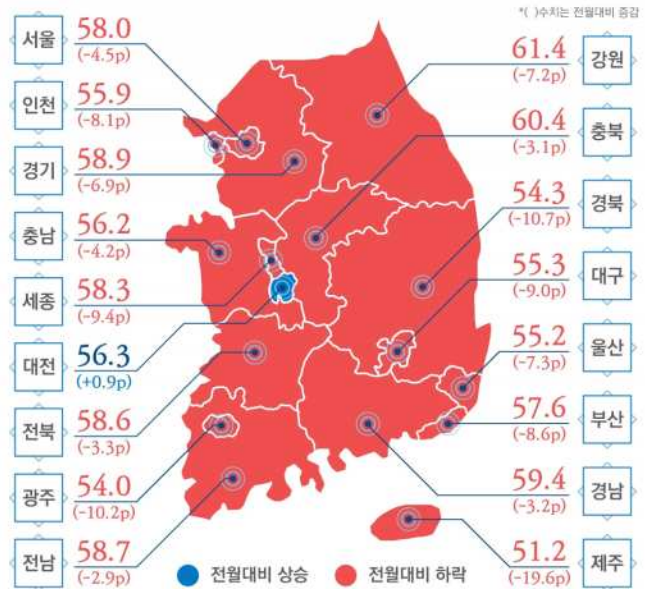 *( )수치는 전월대비 증감
서울 58.0
(-4.5p)
인천 55.9
(-8.1p)
경기 58.9
(-6.9p)
충남 56.2
(-4.2p)
세종 58.3
(-9.4p)
대전 56.3
(+0.9p)
전북 58.6
(-3.3p)
광주 54.0
(-10.2p)
전남 58.7
(-2.9p)
61.4 강원
(-7.2p)
60.4 충북
(-3.1p)
54.3 경북
(-10.7p)
55.3 대구
(-9.0p)
55.2 울산
(-7.3p)
57.6 부산
(-8.6p)
59.4 경남
(-3.2p)
51.2 제주
(-19.6p)
전월대비 상승 전월대비 하락